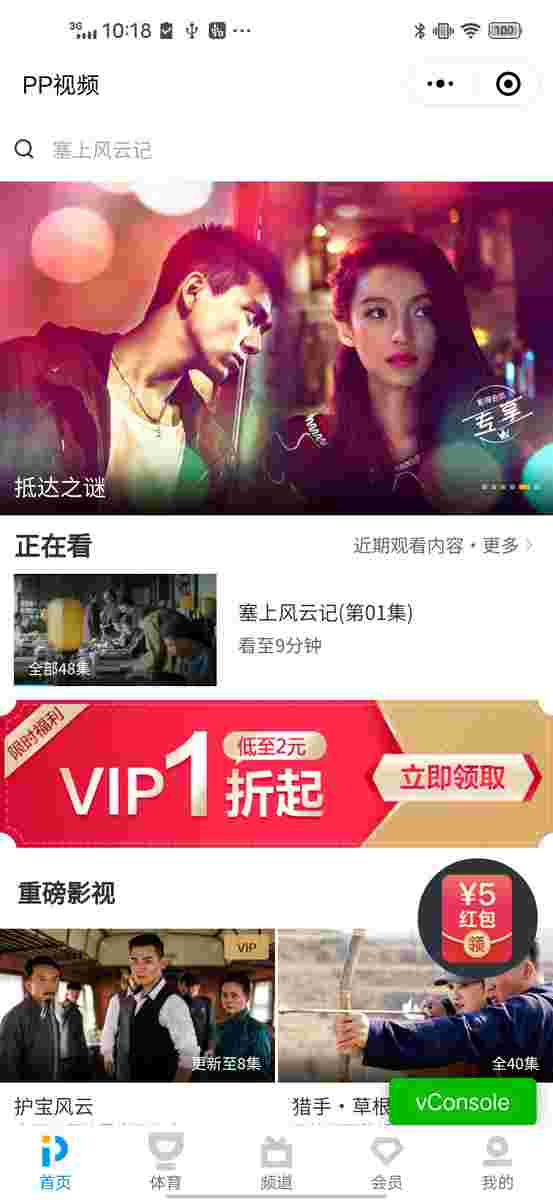 3G 10:18 100
PP视频
塞上风云记
专享
抵达之谜
正在看
近期观看内容·更多
全部48集
塞上风云记(第01集)
看至9分钟
限时福利
VIP1折起
低至2元
立即领取
重磅影视
¥5
红包
领
VIP
更新至8集
全40集
护宝风云
猎手·草根
vConsole
首页
体育
频道
会员
我的